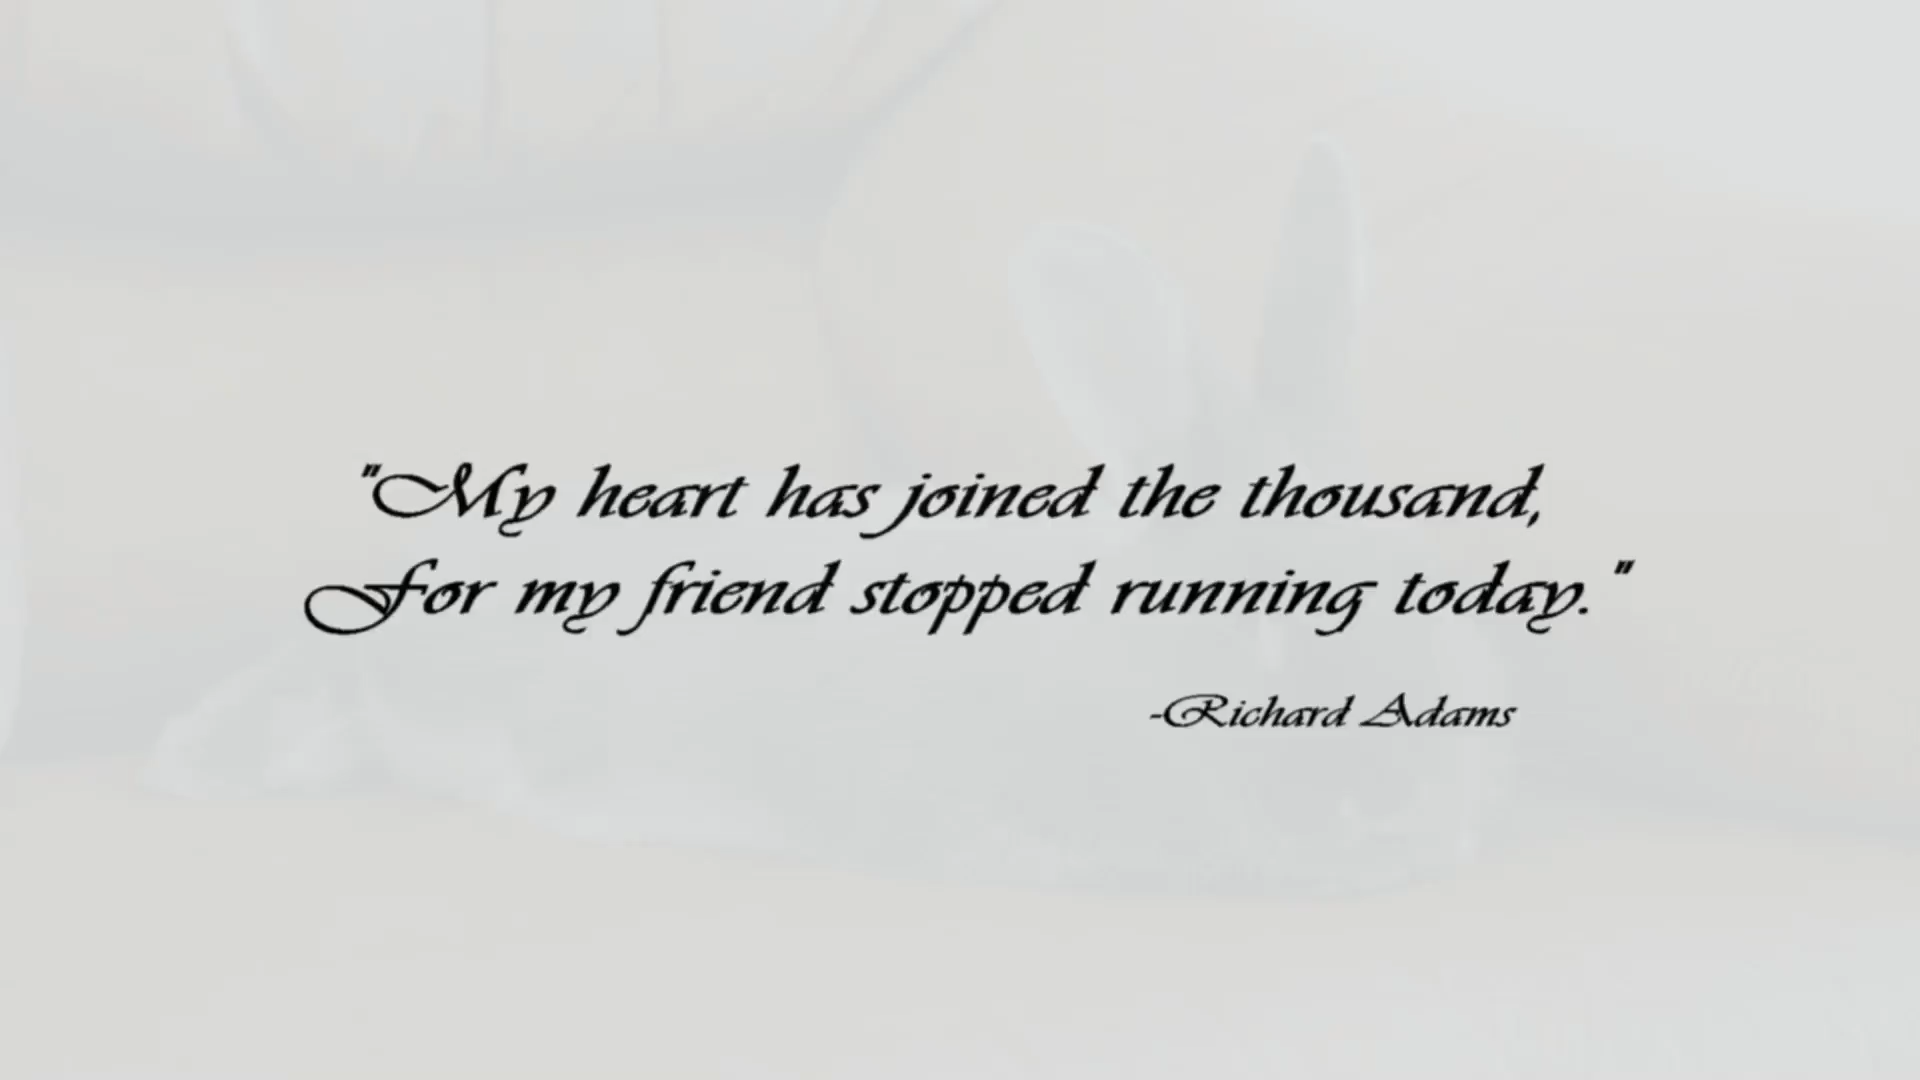 "My heart has joined the thousand,
For my friend stopped running today."
-Richard Adams